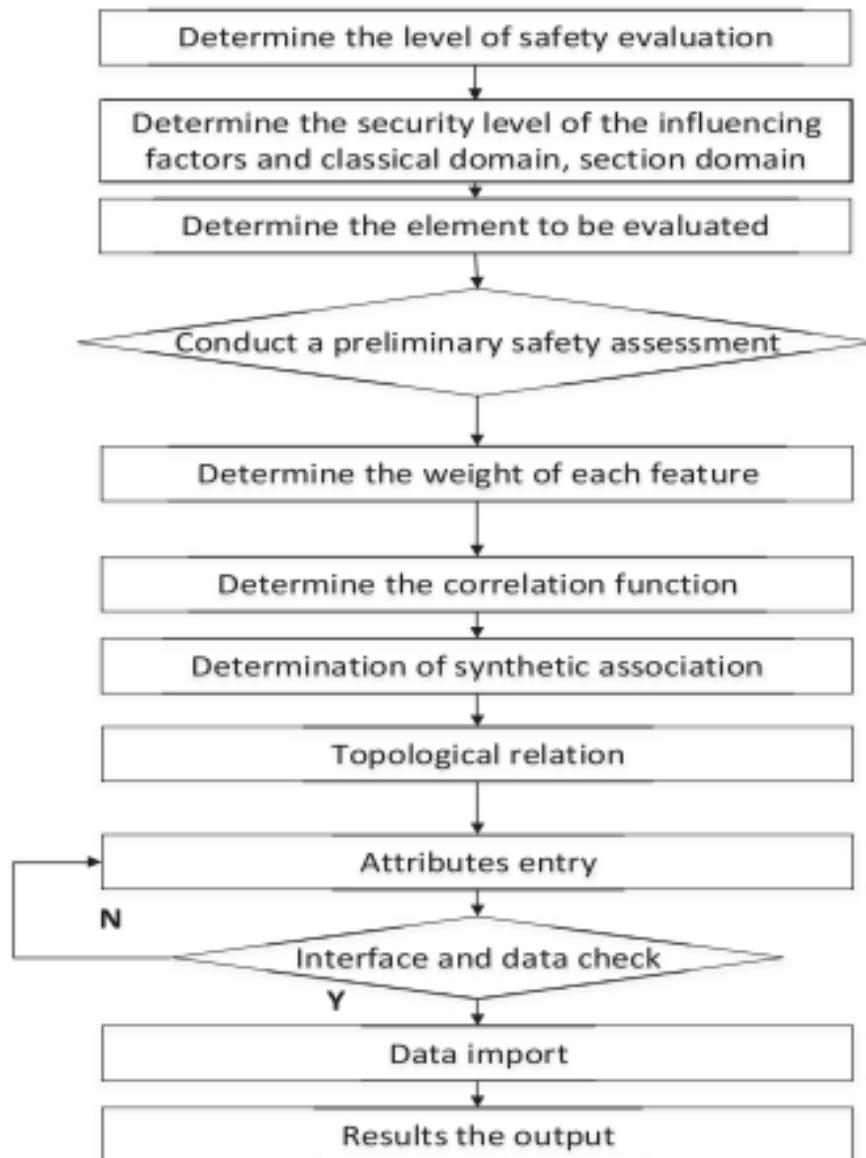 Determine the level of safety evaluation
Determine the security level of the influencing
factors and classical domain, section domain
Determine the element to be evaluated
Conduct a preliminary safety assessment
Determine the weight of each feature
Determine the correlation function
Determination of synthetic association
Topological relation
Attributes entry
N
Interface and data check
Y
Data import
Results the output